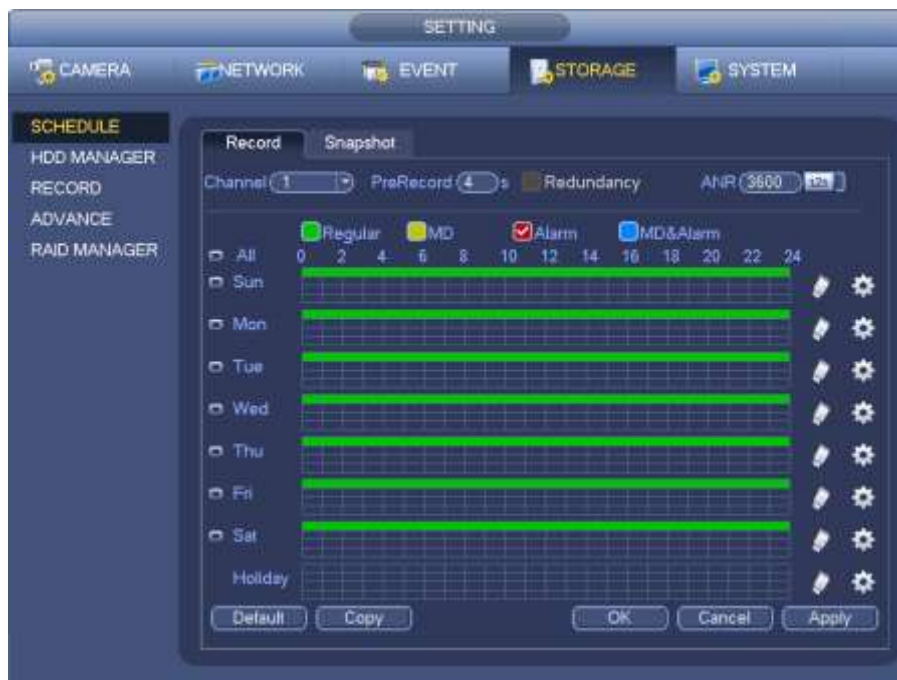 SETTING
CAMERA NETWORK EVENT STORAGE SYSTEM
SCHEDULE
HDD MANAGER
RECORD
ADVANCE
RAID MANAGER
Record Snapshot
Channel 1 PreRecord 4 s Redundancy ANR 3600
Regular MD Alarm MD&Alarm
All 0 2 4 6 8 10 12 14 16 18 20 22 24
Sun
Mon
Tue
Wed
Thu
Fri
Sat
Holiday
Default Copy OK Cancel Apply